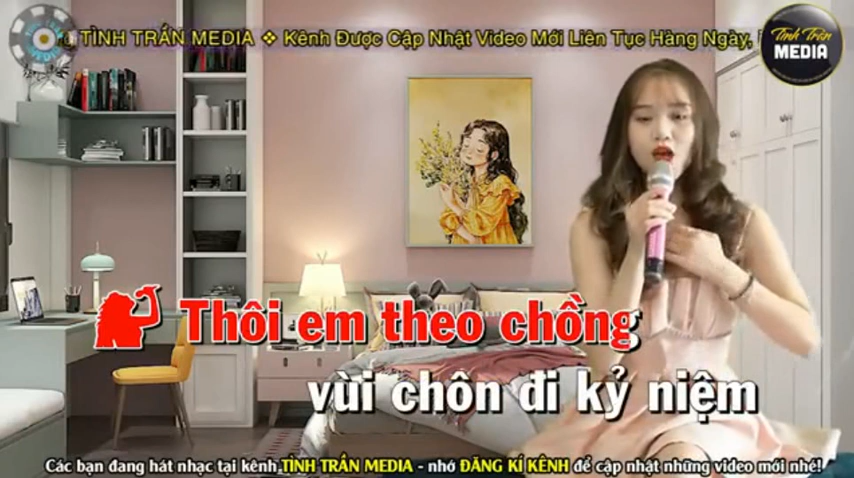 TÌNH TRẦN MEDIA ❖ Kênh Được Cập Nhật Video Mới Liên Tục Hàng Ngày,
Tình Trần
MEDIA
Thôi em theo chồng
vùi chôn đi kỷ niệm
Các bạn đang hát nhạc tại kênh TÌNH TRẦN MEDIA - nhớ ĐĂNG KÍ KÊNH để cập nhật những video mới nhé!